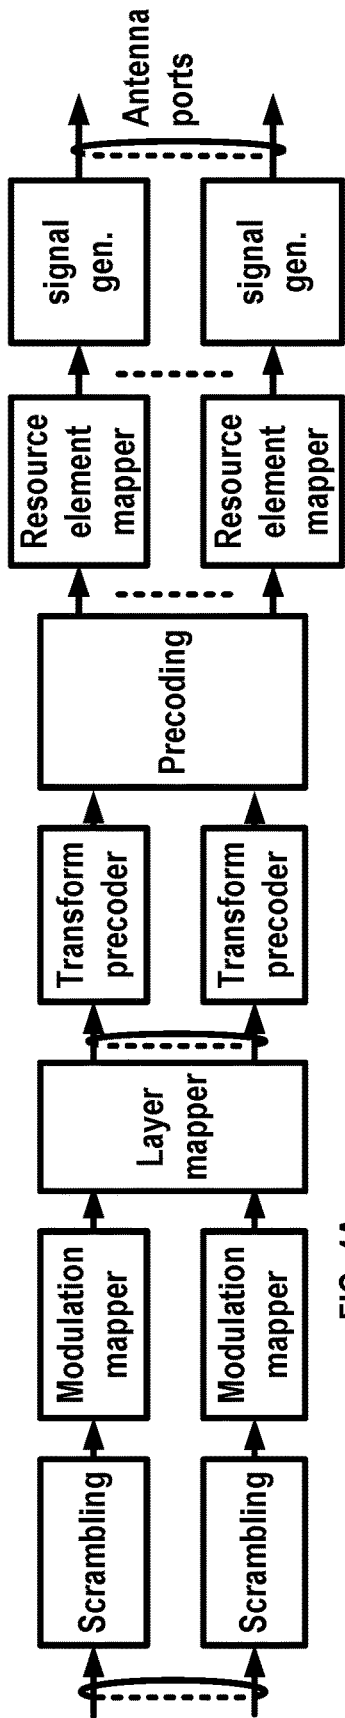 Scrambling
Modulation
mapper
Layer
mapper
Transform
precoder
Precoding
Resource
element
mapper
signal
gen.
Antenna
ports
Scrambling
Modulation
mapper
Transform
precoder
Resource
element
mapper
signal
gen.